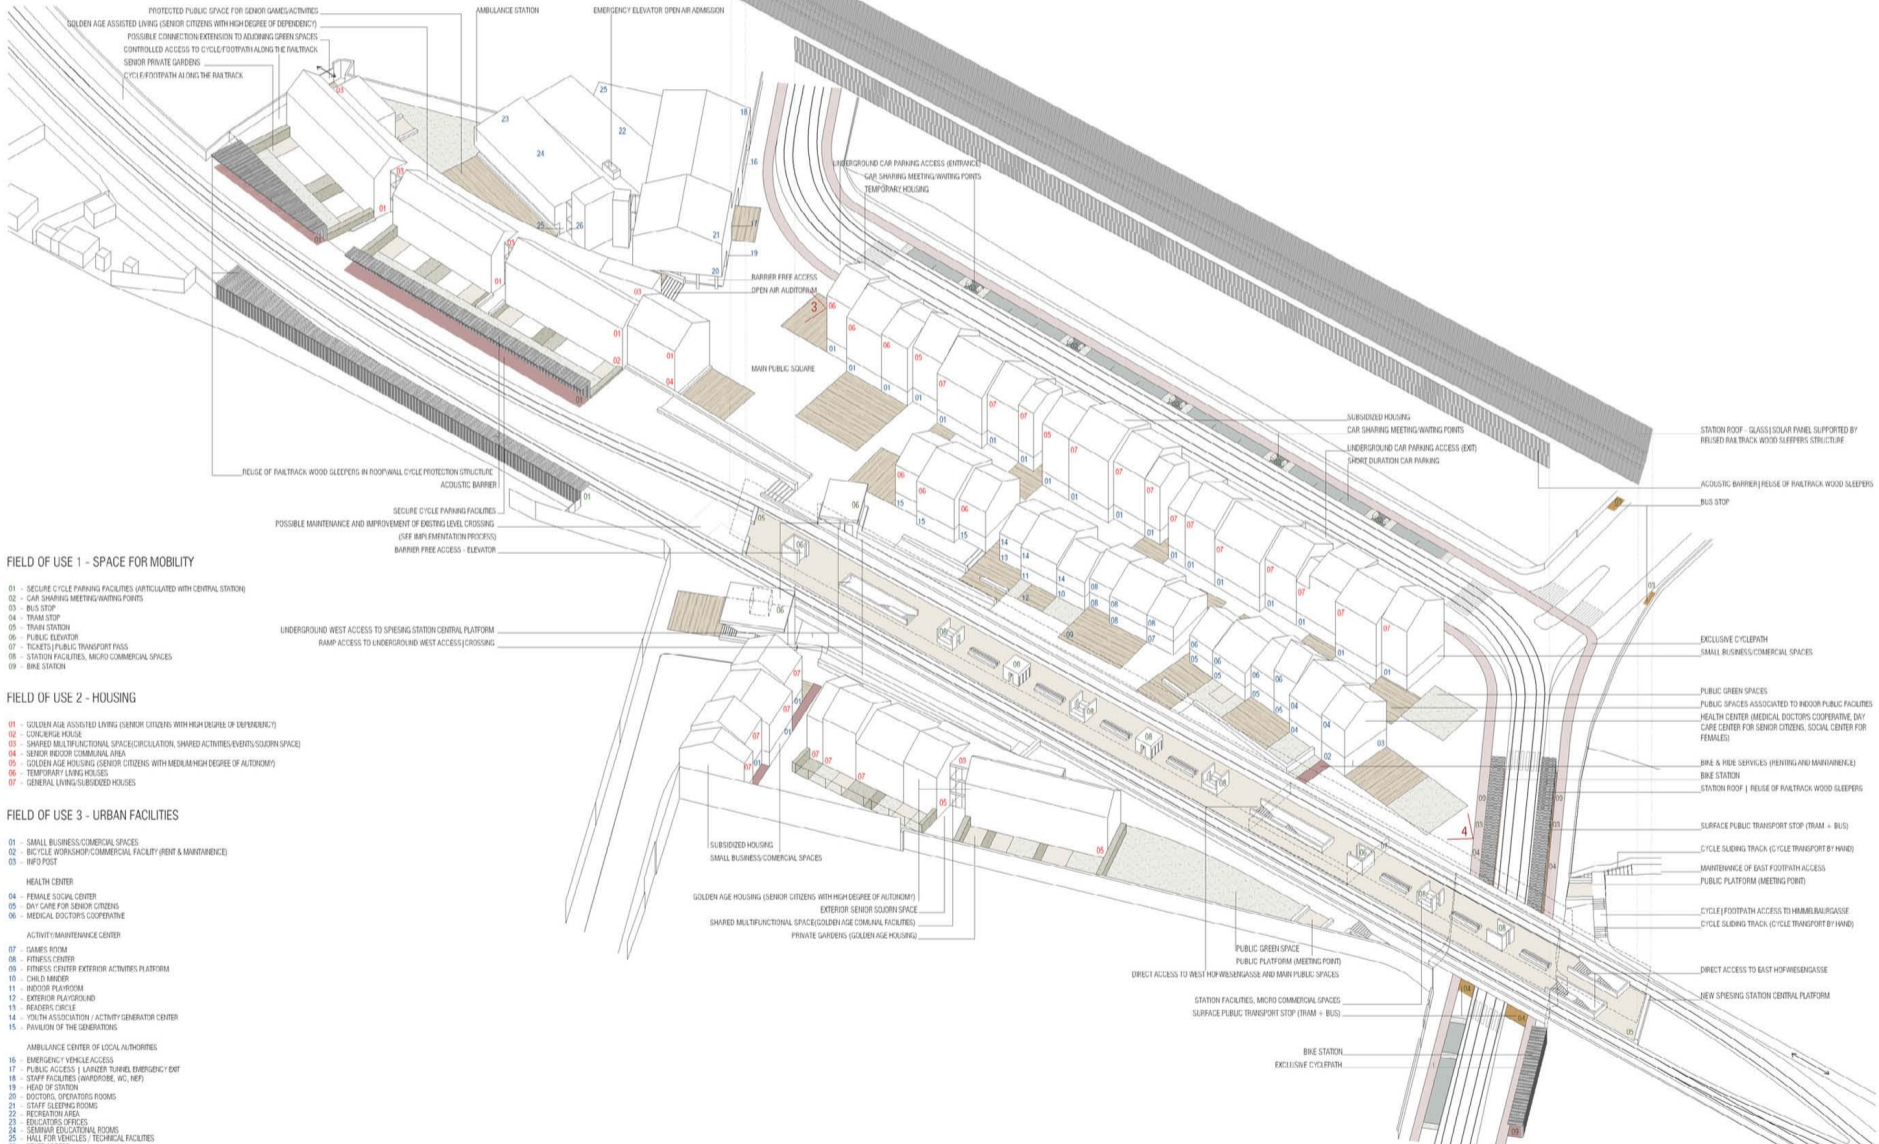 PROTECTED PUBLIC SPACE FOR SENIOR GAMES/ACTIVITIES
GOLDEN AGE ASSISTED LIVING (SENIOR CITIZENS WITH HIGH DEGREE OF DEPENDENCY)
POSSIBLE CONNECTION/EXTENSION TO ADJOINING GREEN SPACES
CONTROLLED ACCESS TO CYCLE/FOOTPATH ALONG THE RAILTRACK
SENIOR PRIVATE GARDENS
CYCLE/FOOTPATH ALONG THE RAILTRACK
AMBULANCE STATION
EMERGENCY ELEVATOR OPEN AIR ADMISSION
UNDERGROUND CAR PARKING ACCESS (ENTRANCE)
CAR SHARING MEETING/WAITING POINTS
TEMPORARY HOUSING
BARRIER FREE ACCESS
OPEN AIR AUDITORIUM
3
MAIN PUBLIC SQUARE
SUBSIDIZED HOUSING
CAR SHARING MEETING/WAITING POINTS
UNDERGROUND CAR PARKING ACCESS (EXIT)
SHORT DURATION CAR PARKING
STATION ROOF - GLASS|SOLAR PANEL SUPPORTED BY
REUSED RAILTRACK WOOD SLEEPERS STRUCTURE
ACOUSTIC BARRIER|REUSE OF RAILTRACK WOOD SLEEPERS
BUS STOP
REUSE OF RAILTRACK WOOD SLEEPERS IN ROOF/WALL CYCLE PROTECTION STRUCTURE
ACOUSTIC BARRIER
SECURE CYCLE PARKING FACILITIES
POSSIBLE MAINTENANCE AND IMPROVEMENT OF EXISTING LEVEL CROSSING
(SEE IMPLEMENTATION PROCESS)
BARRIER FREE ACCESS - ELEVATOR
UNDERGROUND WEST ACCESS TO SPIESING STATION CENTRAL PLATFORM
RAMP ACCESS TO UNDERGROUND WEST ACCESS|CROSSING
FIELD OF USE 1 - SPACE FOR MOBILITY
01 - SECURE CYCLE PARKING FACILITIES (ARTICULATED WITH CENTRAL STATION)
02 - CAR SHARING MEETING/WAITING POINTS
03 - BUS STOP
04 - TRAM STOP
05 - TRAIN STATION
06 - PUBLIC ELEVATOR
07 - TICKETS|PUBLIC TRANSPORT PASS
08 - STATION FACILITIES, MICRO COMMERCIAL SPACES
09 - BIKE STATION
FIELD OF USE 2 - HOUSING
01 - GOLDEN AGE ASSISTED LIVING (SENIOR CITIZENS WITH HIGH DEGREE OF DEPENDENCY)
02 - CONCIERGE HOUSE
03 - SHARED MULTIFUNCTIONAL SPACE(CIRCULATION, SHARED ACTIVITIES/EVENTS/SOJORN SPACE)
04 - SENIOR INDOOR COMMUNAL AREA
05 - GOLDEN AGE HOUSING (SENIOR CITIZENS WITH MEDIUM/HIGH DEGREE OF AUTONOMY)
06 - TEMPORARY LIVING HOUSES
07 - GENERAL LIVING/SUBSIDIZED HOUSES
FIELD OF USE 3 - URBAN FACILITIES
01 - SMALL BUSINESS/COMERCIAL SPACES
02 - BICYCLE WORKSHOP/COMMERCIAL FACILITY (RENT & MAINTAINENCE)
03 - INFO POST
HEALTH CENTER
04 - FEMALE SOCIAL CENTER
05 - DAY CARE FOR SENIOR CITIZENS
06 - MEDICAL DOCTORS COOPERATIVE
ACTIVITY/MAINTENANCE CENTER
07 - GAMES ROOM
08 - FITNESS CENTER
09 - FITNESS CENTER EXTERIOR ACTIVITIES PLATFORM
10 - CHILD MINDER
11 - INDOOR PLAYROOM
12 - EXTERIOR PLAYGROUND
13 - READERS CIRCLE
14 - YOUTH ASSOCIATION / ACTIVITY GENERATOR CENTER
15 - PAVILION OF THE GENERATIONS
AMBULANCE CENTER OF LOCAL AUTHORITIES
16 - EMERGENCY VEHICLE ACCESS
17 - PUBLIC ACCESS | LAINZER TUNNEL EMERGENCY EXIT
18 - STAFF FACILITIES (WARDROBE, WC, NEF)
19 - HEAD OF STATION
20 - DOCTORS, OPERATORS ROOMS
21 - STAFF SLEEPING ROOMS
22 - RECREATION AREA
23 - EDUCATORS OFFICES
24 - SEMINAR EDUCATIONAL ROOMS
25 - HALL FOR VEHICLES / TECHNICAL FACILITIES
SUBSIDIZED HOUSING
SMALL BUSINESS/COMERCIAL SPACES
GOLDEN AGE HOUSING (SENIOR CITIZENS WITH HIGH DEGREE OF AUTONOMY)
EXTERIOR SENIOR SOJORN SPACE
SHARED MULTIFUNCTIONAL SPACE(GOLDEN AGE COMUNAL FACILITIES)
PRIVATE GARDENS (GOLDEN AGE HOUSING)
PUBLIC GREEN SPACE
PUBLIC PLATFORM (MEETING POINT)
DIRECT ACCESS TO WEST HOFWIESENGASSE AND MAIN PUBLIC SPACES
STATION FACILITIES, MICRO COMMERCIAL SPACES
SURFACE PUBLIC TRANSPORT STOP (TRAM + BUS)
BIKE STATION
EXCLUSIVE CYCLEPATH
4
EXCLUSIVE CYCLEPATH
SMALL BUSINESS/COMERCIAL SPACES
PUBLIC GREEN SPACES
PUBLIC SPACES ASSOCIATED TO INDOOR PUBLIC FACILITIES
HEALTH CENTER (MEDICAL DOCTORS COOPERATIVE, DAY
CARE CENTER FOR SENIOR CITIZENS, SOCIAL CENTER FOR
FEMALES)
BIKE & RIDE SERVICES (RENTING AND MAINTAINENCE)
BIKE STATION
STATION ROOF | REUSE OF RAILTRACK WOOD SLEEPERS
SURFACE PUBLIC TRANSPORT STOP (TRAM + BUS)
CYCLE SLIDING TRACK (CYCLE TRANSPORT BY HAND)
MAINTENANCE OF EAST FOOTPATH ACCESS
PUBLIC PLATFORM (MEETING POINT)
CYCLE|FOOTPATH ACCESS TO HIMMELBAURGASSE
CYCLE SLIDING TRACK (CYCLE TRANSPORT BY HAND)
DIRECT ACCESS TO EAST HOFWIESENGASSE
NEW SPIESING STATION CENTRAL PLATFORM